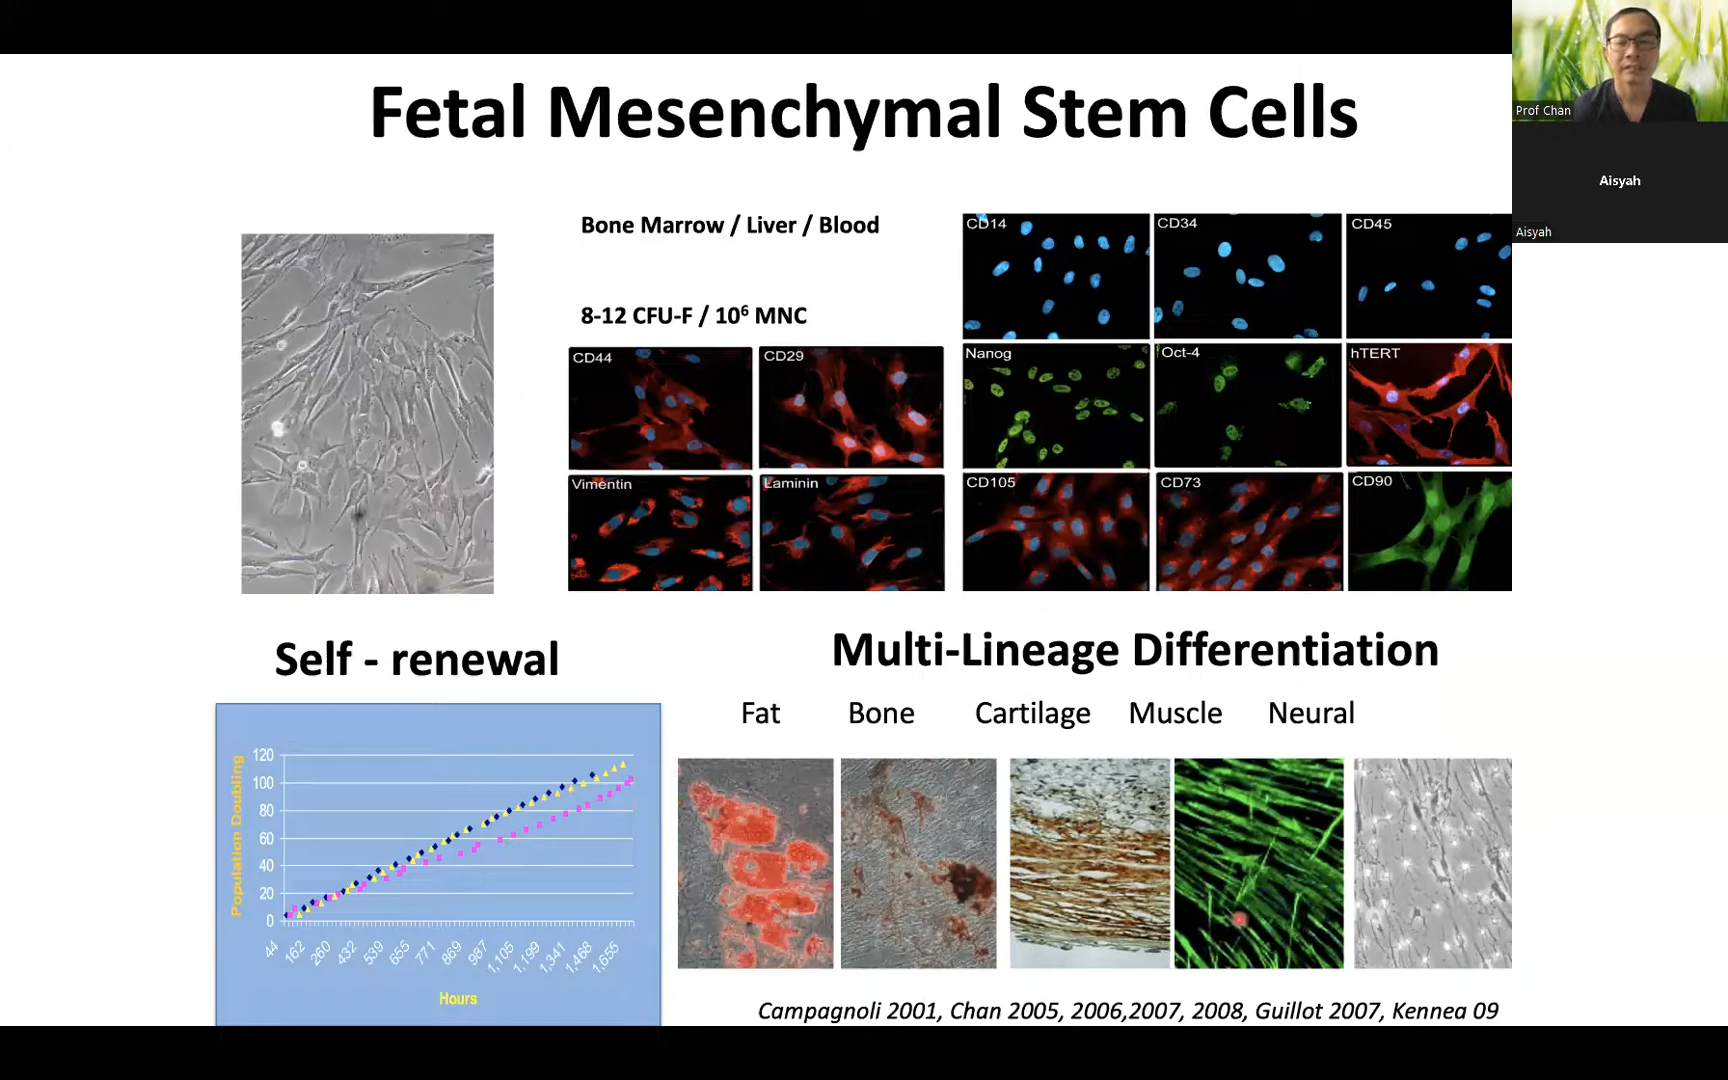 Fetal Mesenchymal Stem Cells
Prof Chan
Aisyah
Aisyah
Bone Marrow / Liver / Blood
8-12 CFU-F / 10⁶ MNC
CD14
CD34
CD45
CD44
CD29
Nanog
Oct-4
hTERT
Vimentin
Laminin
CD105
CD73
CD90
Self - renewal
Population Doubling
120
100
80
60
40
20
0
44
162
260
432
539
655
771
869
987
1,105
1,199
1,341
1,468
1,655
Hours
Multi-Lineage Differentiation
Fat Bone Cartilage Muscle Neural
Campagnoli 2001, Chan 2005, 2006,2007, 2008, Guillot 2007, Kennea 09